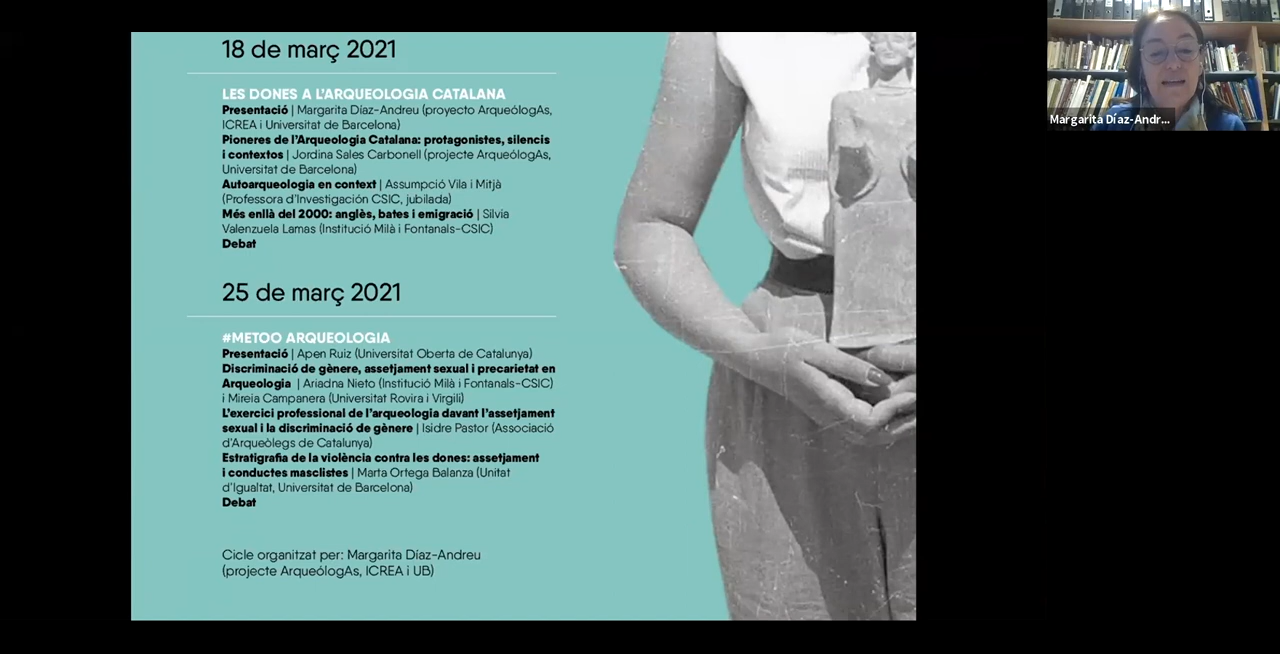 18 de març 2021
LES DONES A L'ARQUEOLOGIA CATALANA
Presentació | Margarita Díaz-Andreu (proyecto ArqueólogAs,
ICREA i Universitat de Barcelona)
Pioneres de l'Arqueologia Catalana: protagonistes, silencis
i contextos | Jordina Sales Carbonell (projecte ArqueólogAs,
Universitat de Barcelona)
Autoarqueologia en context | Assumpció Vila i Mitjà
(Professora d'Investigación CSIC, jubilada)
Més enllà del 2000: anglès, bates i emigració | Silvia
Valenzuela Lamas (Institució Milà i Fontanals-CSIC)
Debat
25 de març 2021
#METOO ARQUEOLOGIA
Presentació | Apen Ruiz (Universitat Oberta de Catalunya)
Discriminació de gènere, assetjament sexual i precarietat en
Arqueologia | Ariadna Nieto (Institució Milà i Fontanals-CSIC)
i Mireia Campanera (Universitat Rovira i Virgili)
L'exercici professional de l'arqueologia davant l'assetjament
sexual i la discriminació de gènere | Isidre Pastor (Associació
d'Arqueòlegs de Catalunya)
Estratigrafia de la violència contra les dones: assetjament
i conductes masclistes | Marta Ortega Balanza (Unitat
d'Igualtat, Universitat de Barcelona)
Debat
Cicle organitzat per: Margarita Díaz-Andreu
(projecte ArqueólogAs, ICREA i UB)
Margarita Díaz-Andr...